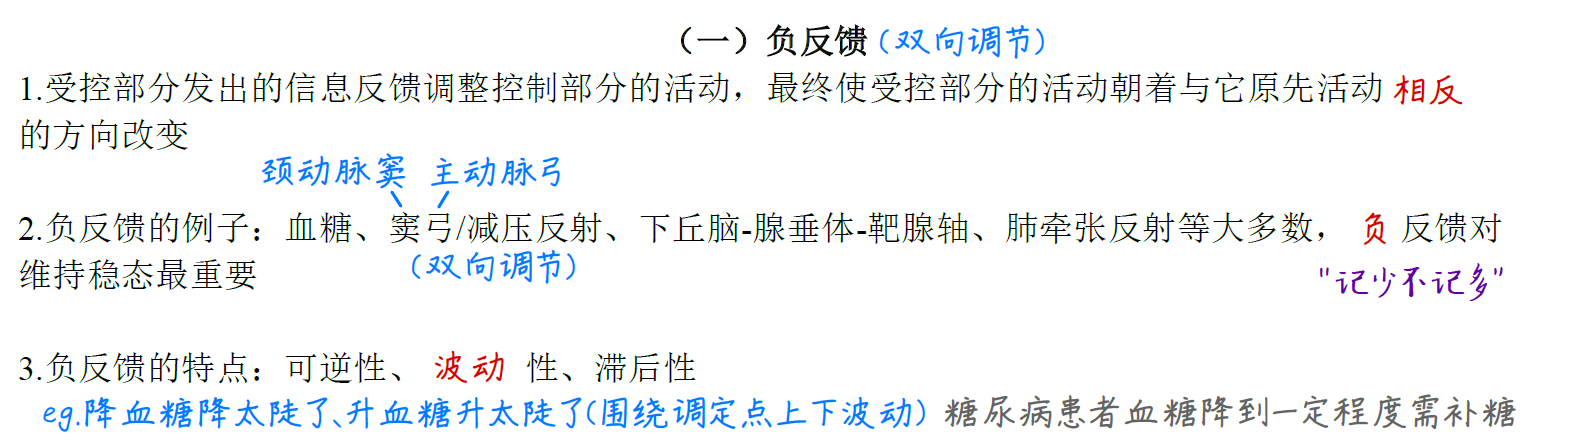 （一）负反馈(双向调节)
1.受控部分发出的信息反馈调整控制部分的活动，最终使受控部分的活动朝着与它原先活动 相反
的方向改变
颈动脉窦 主动脉弓
2.负反馈的例子：血糖、窦弓/减压反射、下丘脑-腺垂体-靶腺轴、肺牵张反射等大多数， 负 反馈对
(双向调节)
维持稳态最重要
"记少不记多"
3.负反馈的特点：可逆性、 波动 性、滞后性
eg.降血糖降太陡了、升血糖升太陡了(围绕调定点上下波动) 糖尿病患者血糖降到一定程度需补糖